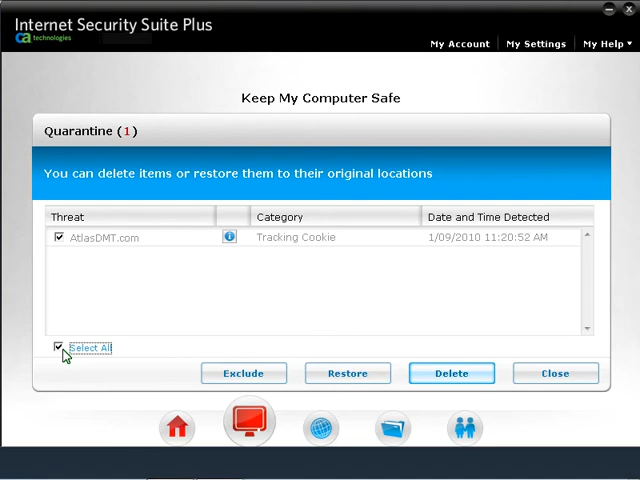 Internet Security Suite Plus
ca technologies
My Account My Settings My Help
Keep My Computer Safe
Quarantine (1)
You can delete items or restore them to their original locations
Threat Category Date and Time Detected
AtlasDMT.com Tracking Cookie 1/09/2010 11:20:52 AM
Select All
Exclude Restore Delete Close